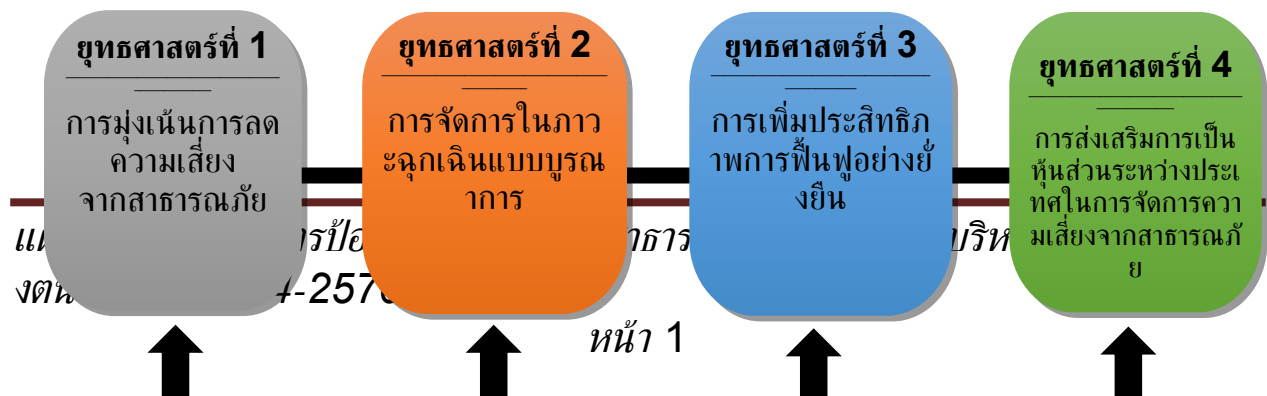 ยุทธศาสตร์ที่ 1
การมุ่งเน้นการลด
ความเสี่ยง
จากสาธารณภัย
ยุทธศาสตร์ที่ 2
การจัดการในภาว
ะฉุกเฉินแบบบูรณ
าการ
ยุทธศาสตร์ที่ 3
การเพิ่มประสิทธิภ
าพการฟื้นฟูอย่างยั่
งยืน
ยุทธศาสตร์ที่ 4
การส่งเสริมการเป็น
หุ้นส่วนระหว่างประเ
ทศในการจัดการควา
มเสี่ยงจากสาธารณภั
ย
หน้า 1